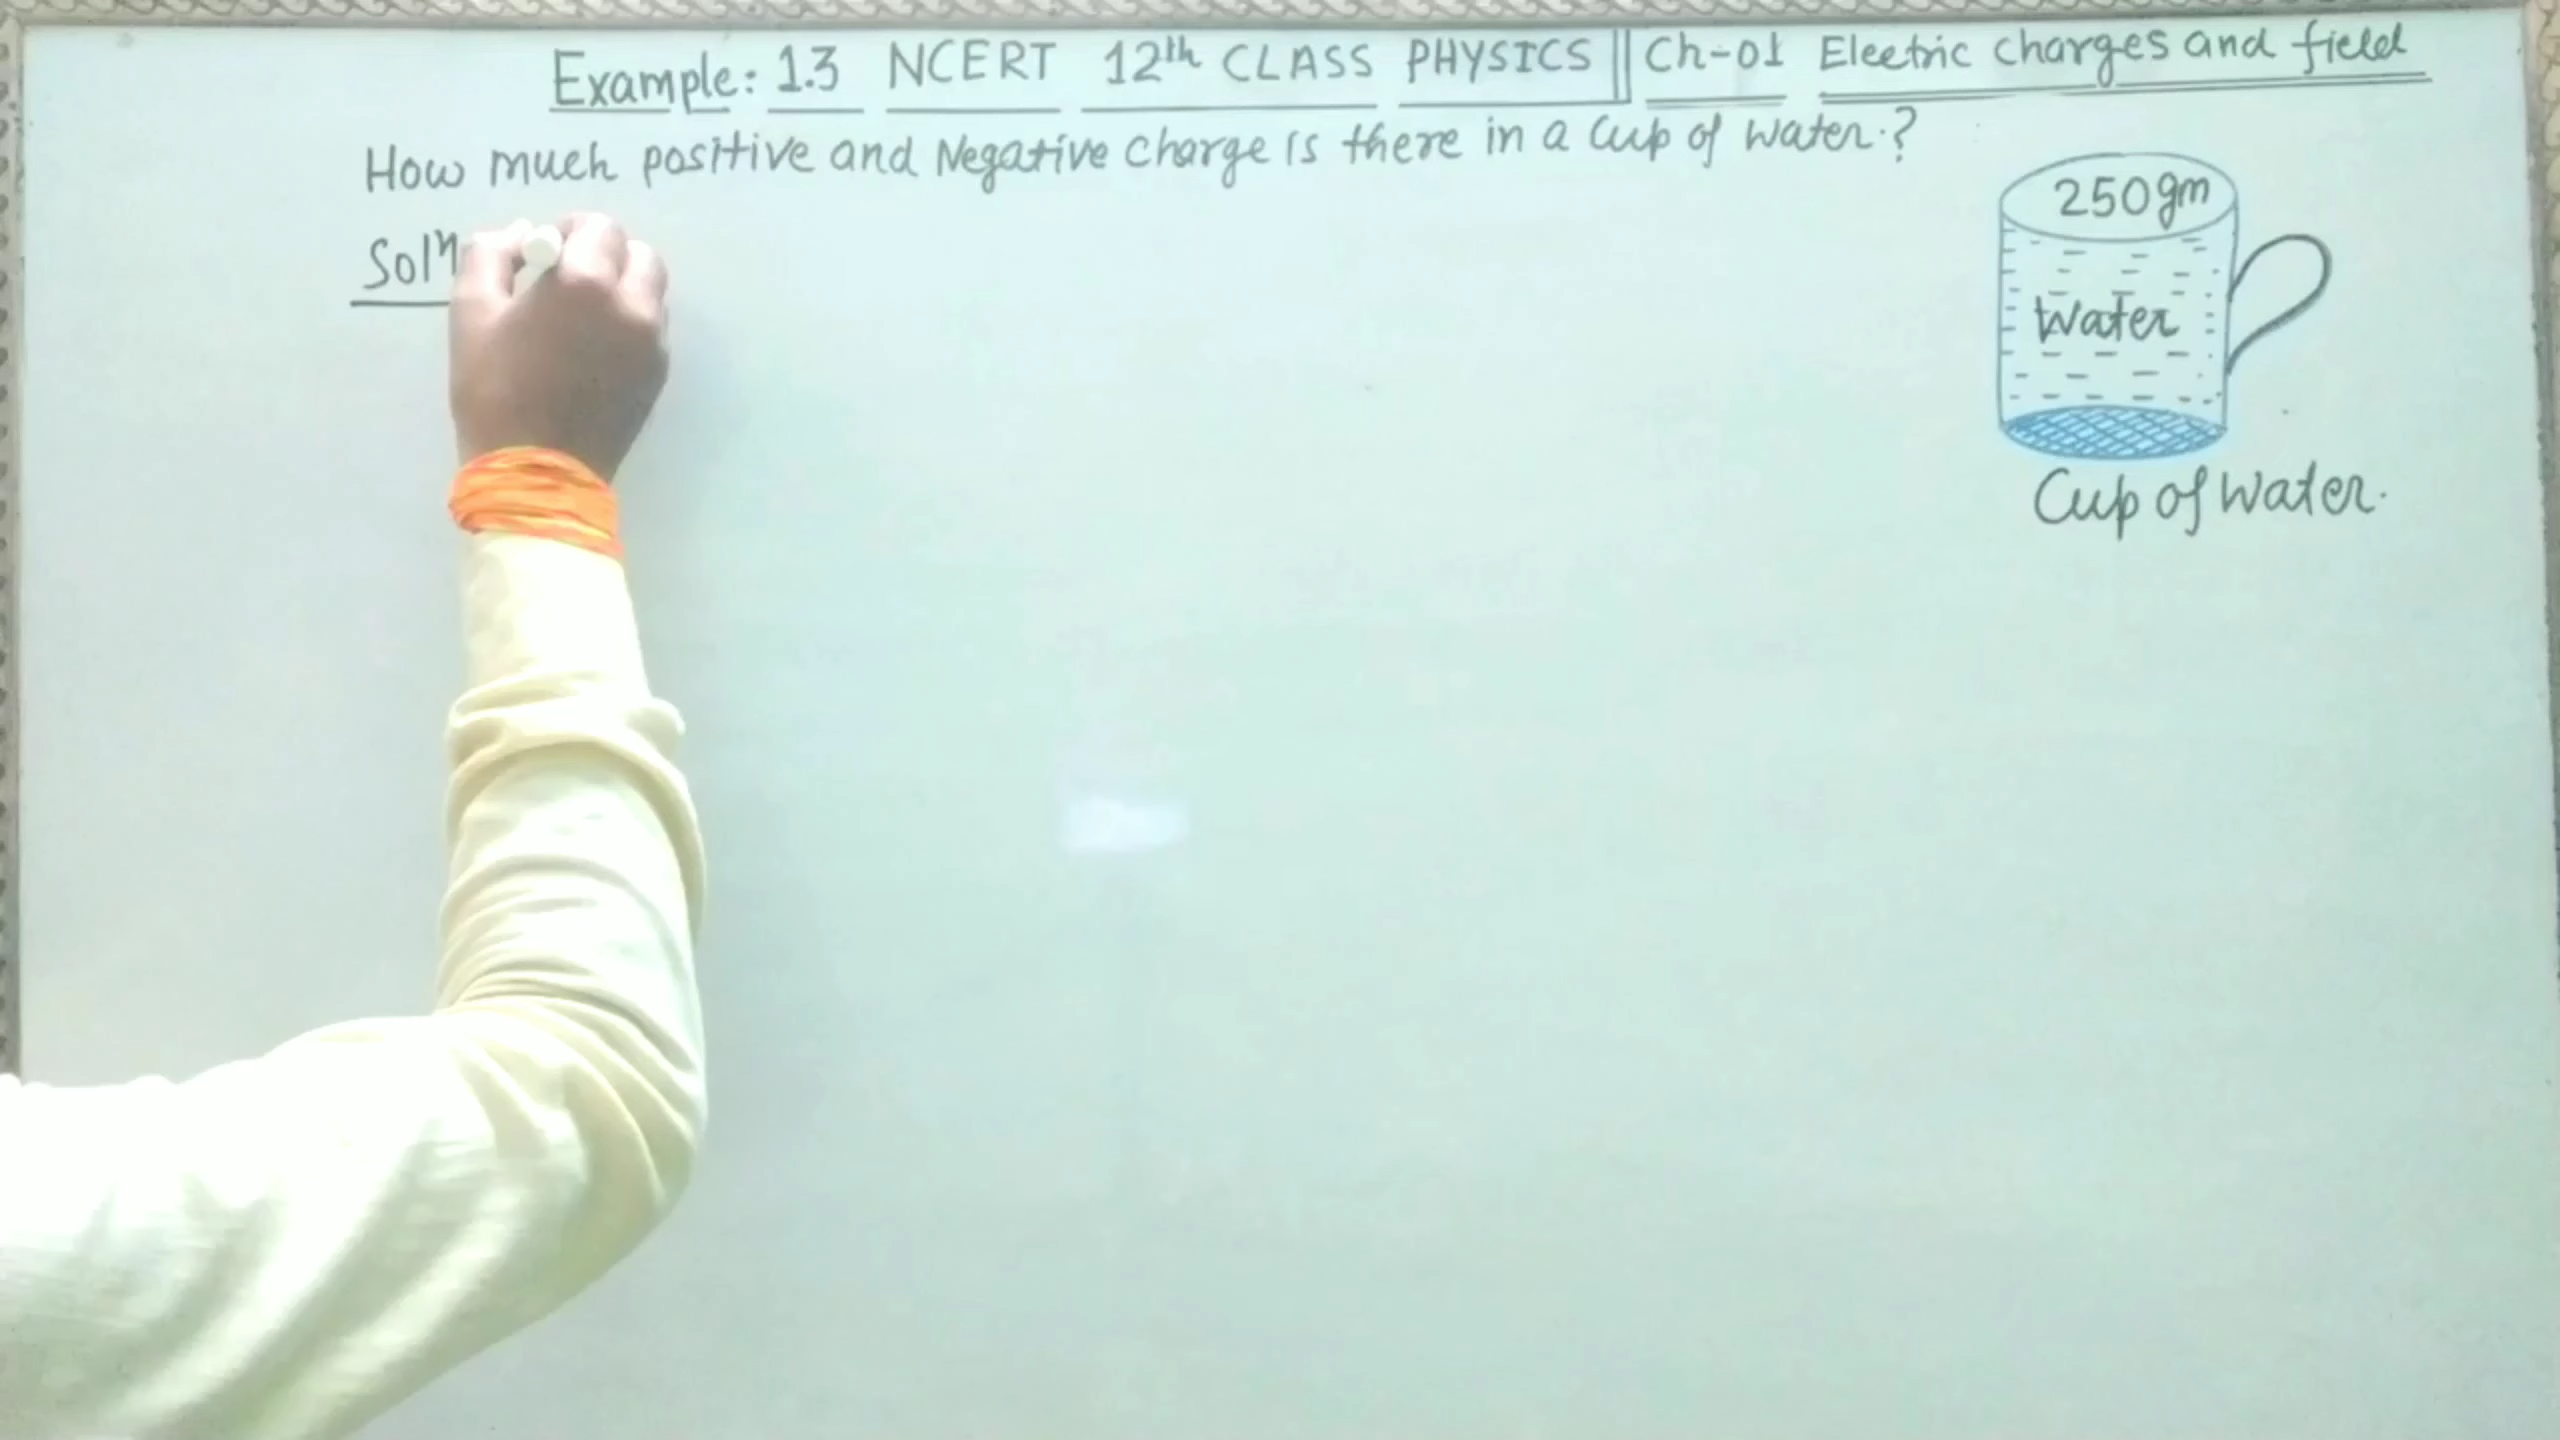 Example: 1.3 NCERT 12th CLASS PHYSICS || Ch-01 Electric charges and field
How much positive and Negative charge is there in a cup of water.?
Solⁿ
250gm
Water
Cup of water.